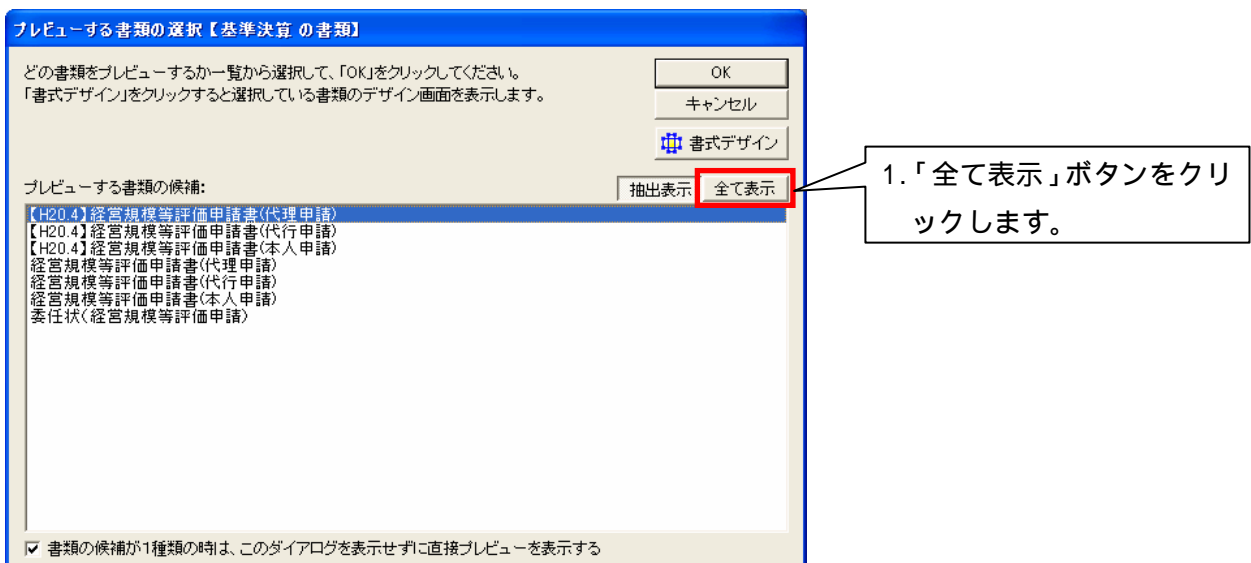 プレビューする書類の選択【基準決算 の書類】
どの書類をプレビューするか一覧から選択して、「OK」をクリックしてください。
「書式デザイン」をクリックすると選択している書類のデザイン画面を表示します。
OK
キャンセル
書式デザイン
プレビューする書類の候補:
抽出表示
全て表示
【H20.4】経営規模等評価申請書(代理申請)
【H20.4】経営規模等評価申請書(代行申請)
【H20.4】経営規模等評価申請書(本人申請)
経営規模等評価申請書(代理申請)
経営規模等評価申請書(代行申請)
経営規模等評価申請書(本人申請)
委任状(経営規模等評価申請)
書類の候補が1種類の時は、このダイアログを表示せずに直接プレビューを表示する
1.「全て表示」ボタンをクリ
ックします。